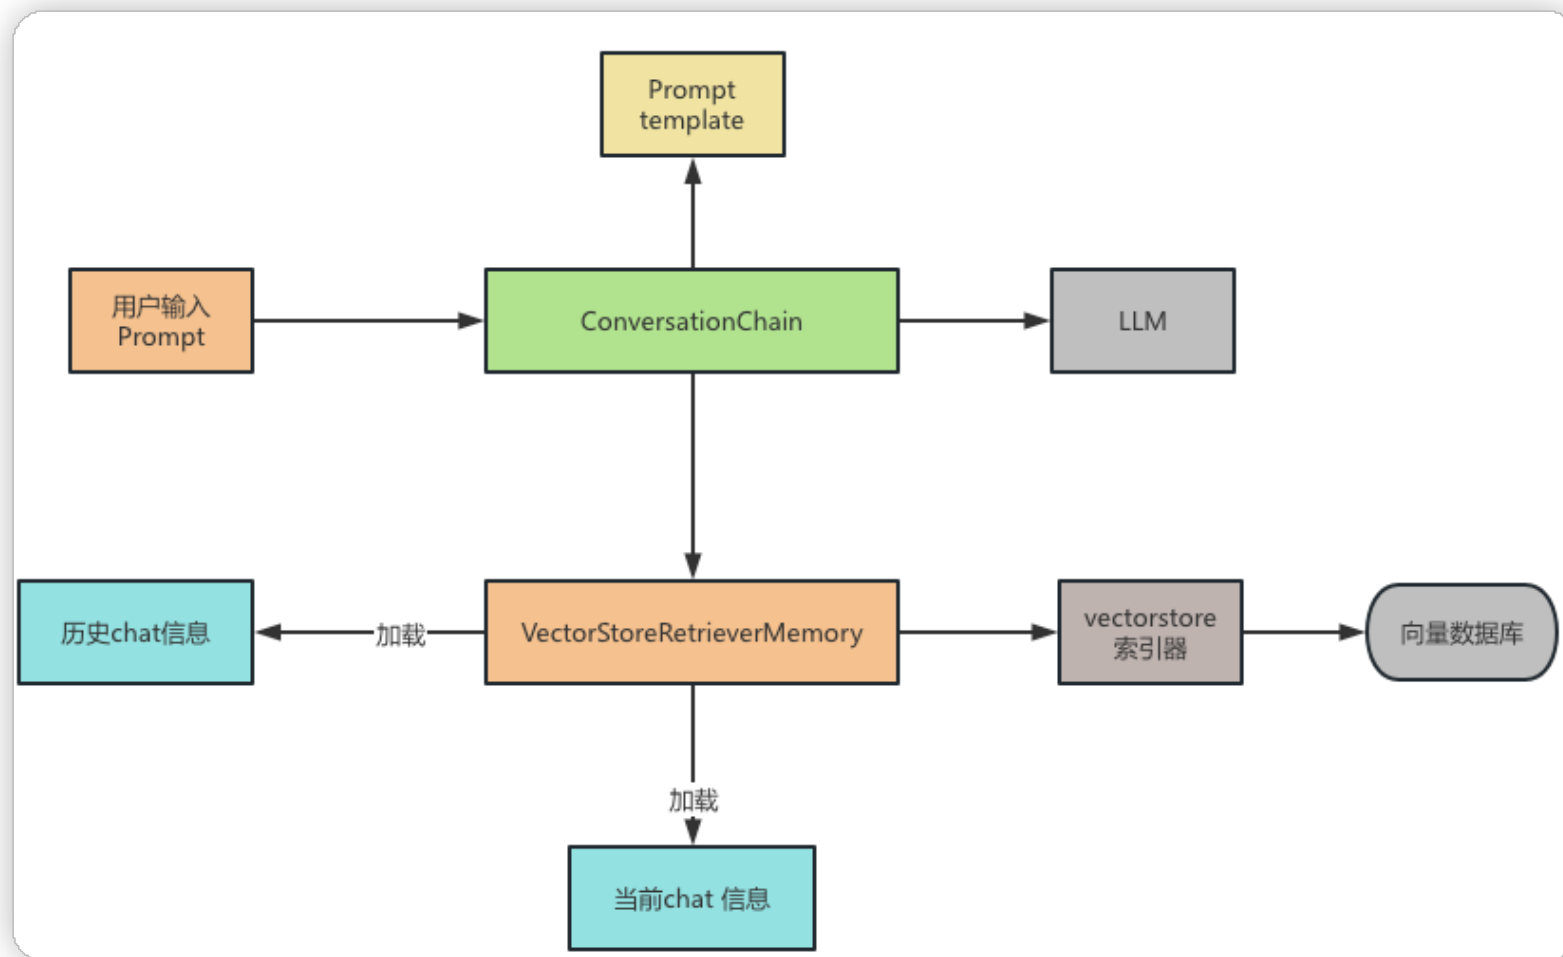 Prompt
template
用户输入
Prompt
ConversationChain
LLM
历史chat信息
加载
VectorStoreRetrieverMemory
vectorstore
索引器
向量数据库
加载
当前chat 信息